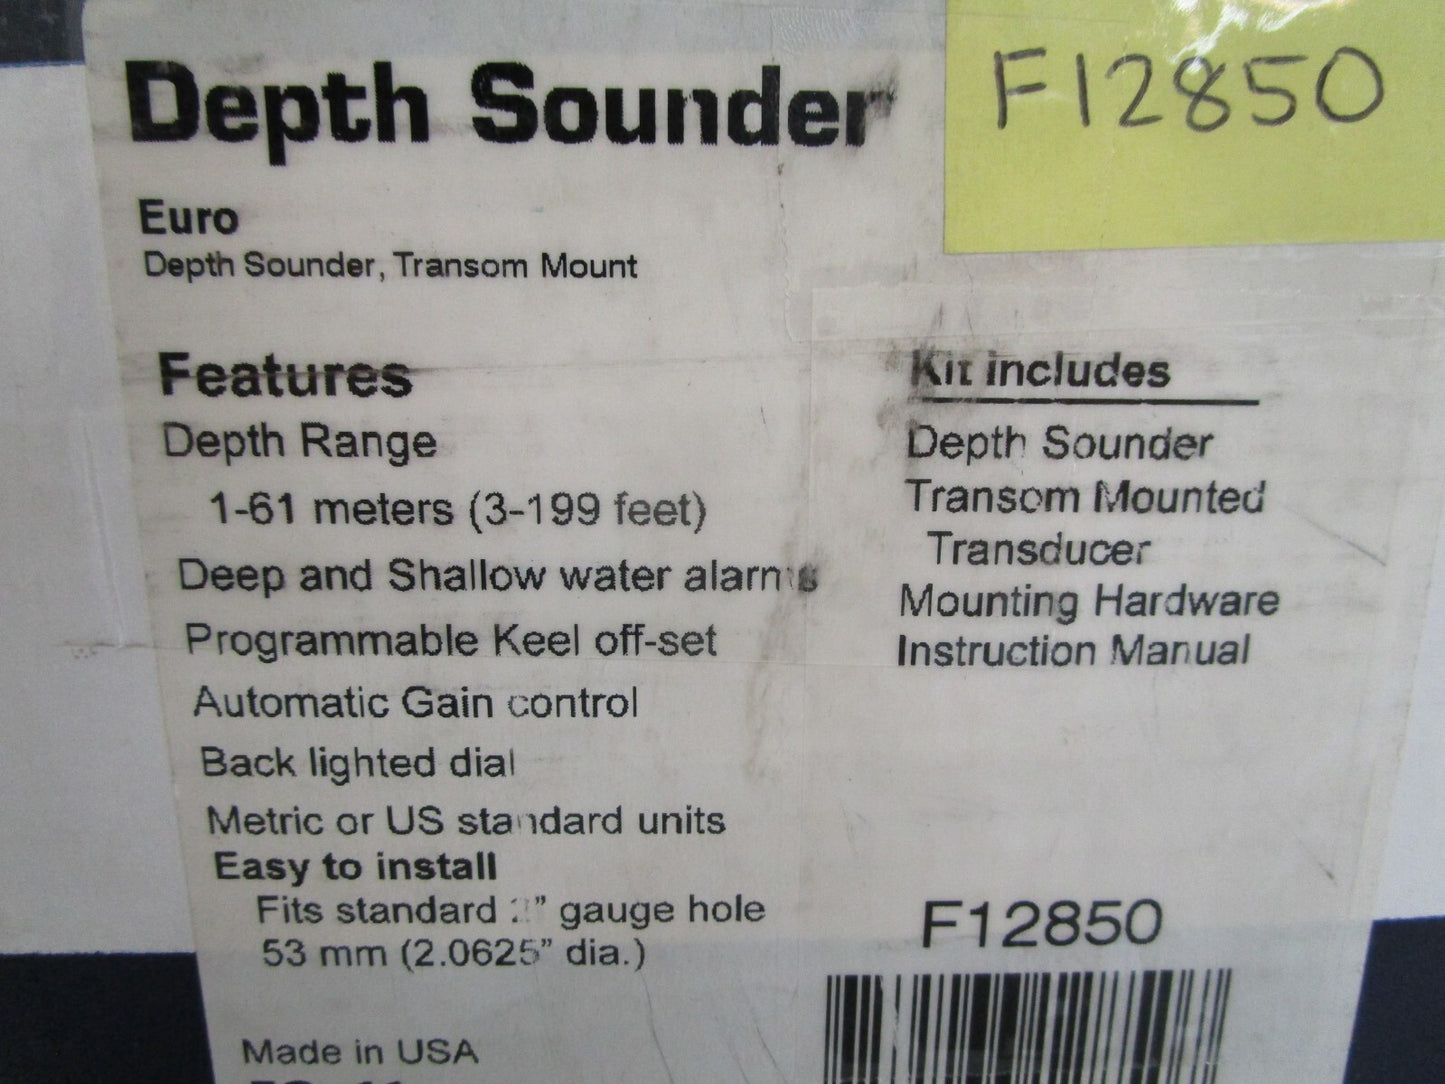 Depth Sounder
F12850
Euro
Depth Sounder, Transom Mount
Features
Depth Range
1-61 meters (3-199 feet)
Deep and Shallow water alarms
Programmable Keel off-set
Automatic Gain control
Back lighted dial
Metric or US standard units
Easy to install
Fits standard 2” gauge hole
53 mm (2.0625” dia.)
Made in USA
Kit includes
Depth Sounder
Transom Mounted
Transducer
Mounting Hardware
Instruction Manual
F12850